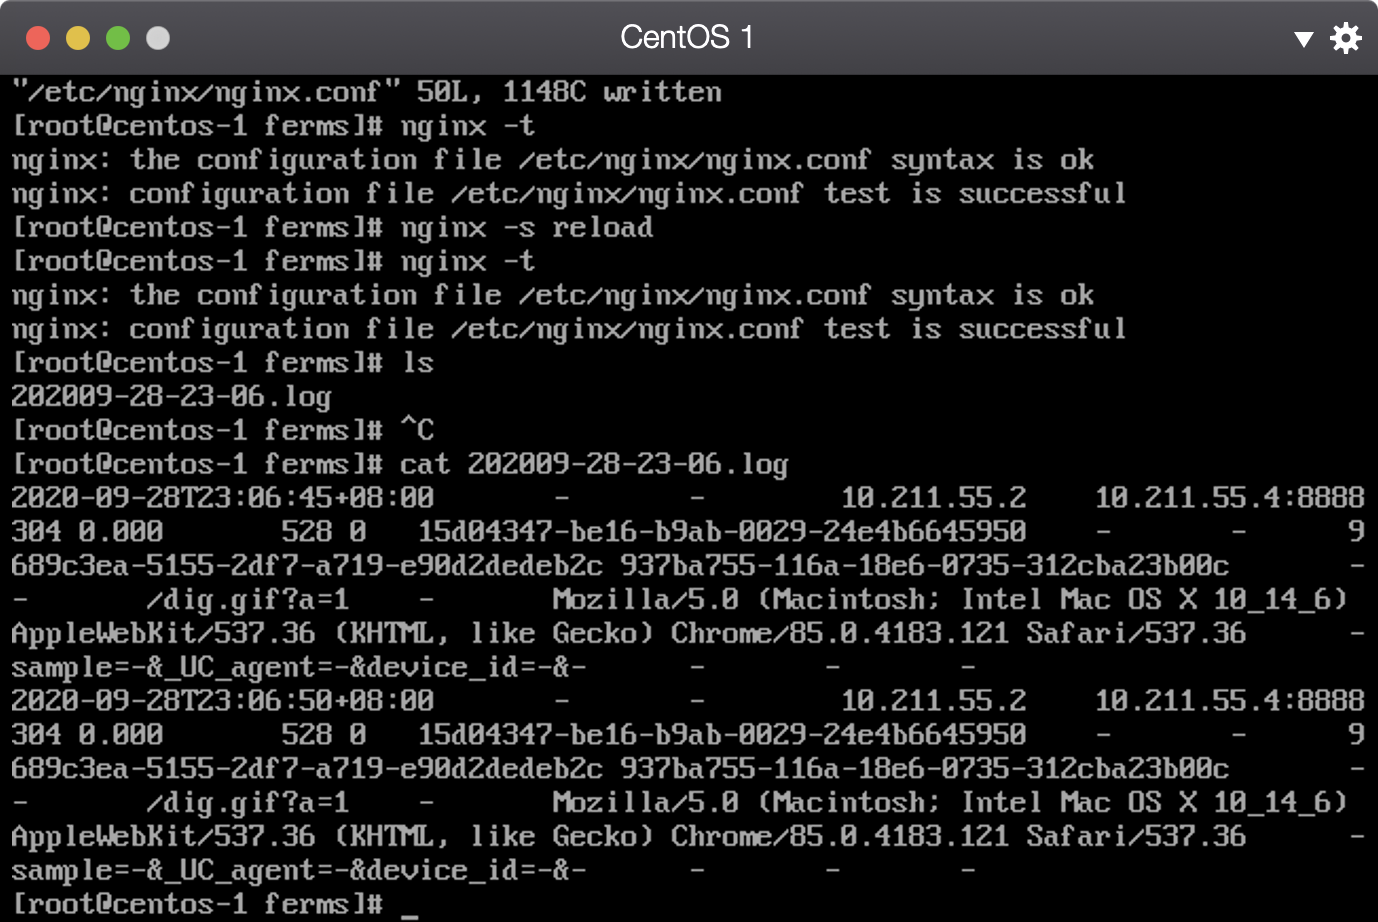 CentOS 1
"/etc/nginx/nginx.conf" 50L, 1148C written
[root@centos-1 ferms]# nginx -t
nginx: the configuration file /etc/nginx/nginx.conf syntax is ok
nginx: configuration file /etc/nginx/nginx.conf test is successful
[root@centos-1 ferms]# nginx -s reload
[root@centos-1 ferms]# nginx -t
nginx: the configuration file /etc/nginx/nginx.conf syntax is ok
nginx: configuration file /etc/nginx/nginx.conf test is successful
[root@centos-1 ferms]# ls
202009-28-23-06.log
[root@centos-1 ferms]# ^C
[root@centos-1 ferms]# cat 202009-28-23-06.log
2020-09-28T23:06:45+08:00       -       -        10.211.55.2    10.211.55.4:8888
304 0.000       528 0   15d04347-be16-b9ab-0029-24e4b6645950    -       -      9
689c3ea-5155-2df7-a719-e90d2dedeb2c 937ba755-116a-18e6-0735-312cba23b00c       -
-       /dig.gif?a=1    -       Mozilla/5.0 (Macintosh; Intel Mac OS X 10_14_6)
AppleWebKit/537.36 (KHTML, like Gecko) Chrome/85.0.4183.121 Safari/537.36      -
sample=-&_UC_agent=-&device_id=-&-      -       -       -
2020-09-28T23:06:50+08:00       -       -        10.211.55.2    10.211.55.4:8888
304 0.000       528 0   15d04347-be16-b9ab-0029-24e4b6645950    -       -      9
689c3ea-5155-2df7-a719-e90d2dedeb2c 937ba755-116a-18e6-0735-312cba23b00c       -
-       /dig.gif?a=1    -       Mozilla/5.0 (Macintosh; Intel Mac OS X 10_14_6)
AppleWebKit/537.36 (KHTML, like Gecko) Chrome/85.0.4183.121 Safari/537.36      -
sample=-&_UC_agent=-&device_id=-&-      -       -       -
[root@centos-1 ferms]# _